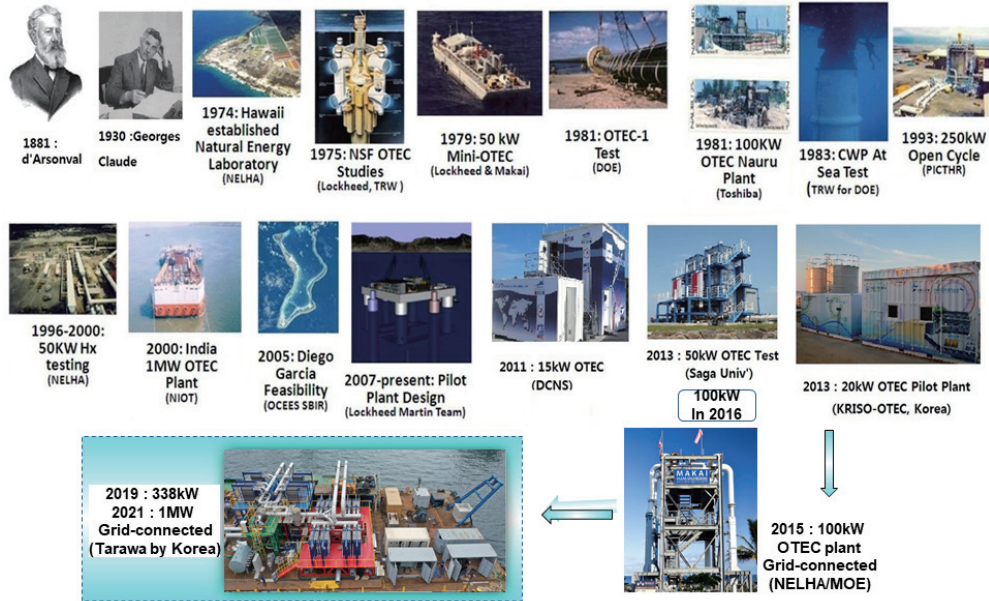 1881 :
d'Arsonval
1930 :Georges
Claude
1974: Hawaii
established
Natural Energy
Laboratory
(NELHA)
1975: NSF OTEC
Studies
(Lockheed, TRW )
1979: 50 kW
Mini-OTEC
(Lockheed & Makai)
1981: OTEC-1
Test
(DOE)
1981: 100KW
OTEC Nauru
Plant
(Toshiba)
1983: CWP At
Sea Test
(TRW for DOE)
1993: 250kW
Open Cycle
(PICTHR)
1996-2000:
50KW Hx
testing
(NELHA)
2000: India
1MW OTEC
Plant
(NIOT)
2005: Diego
Garcia
Feasibility
(OCEES SBIR)
2007-present: Pilot
Plant Design
(Lockheed Martin Team)
2011 : 15kW OTEC
(DCNS)
2013 : 50kW OTEC Test
(Saga Univ')
100kW
In 2016
2013 : 20kW OTEC Pilot Plant
(KRISO-OTEC, Korea)
2019 : 338kW
2021 : 1MW
Grid-connected
(Tarawa by Korea)
MAKAI
2015 : 100kW
OTEC plant
Grid-connected
(NELHA/MOE)